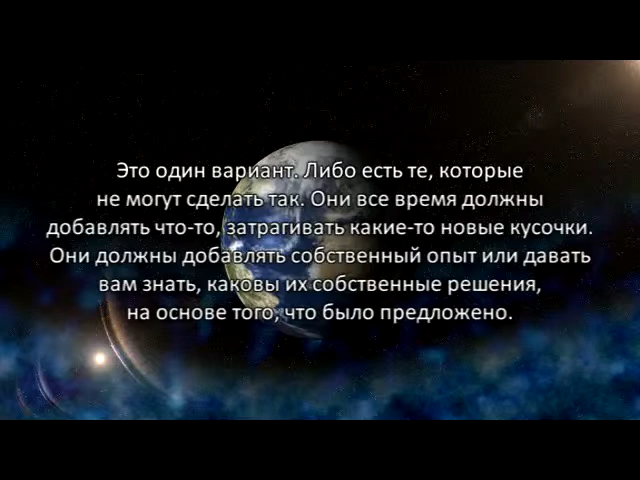 Это один вариант. Либо есть те, которые
не могут сделать так. Они все время должны
добавлять что-то, затрагивать какие-то новые кусочки.
Они должны добавлять собственный опыт или давать
вам знать, каковы их собственные решения,
на основе того, что было предложено.